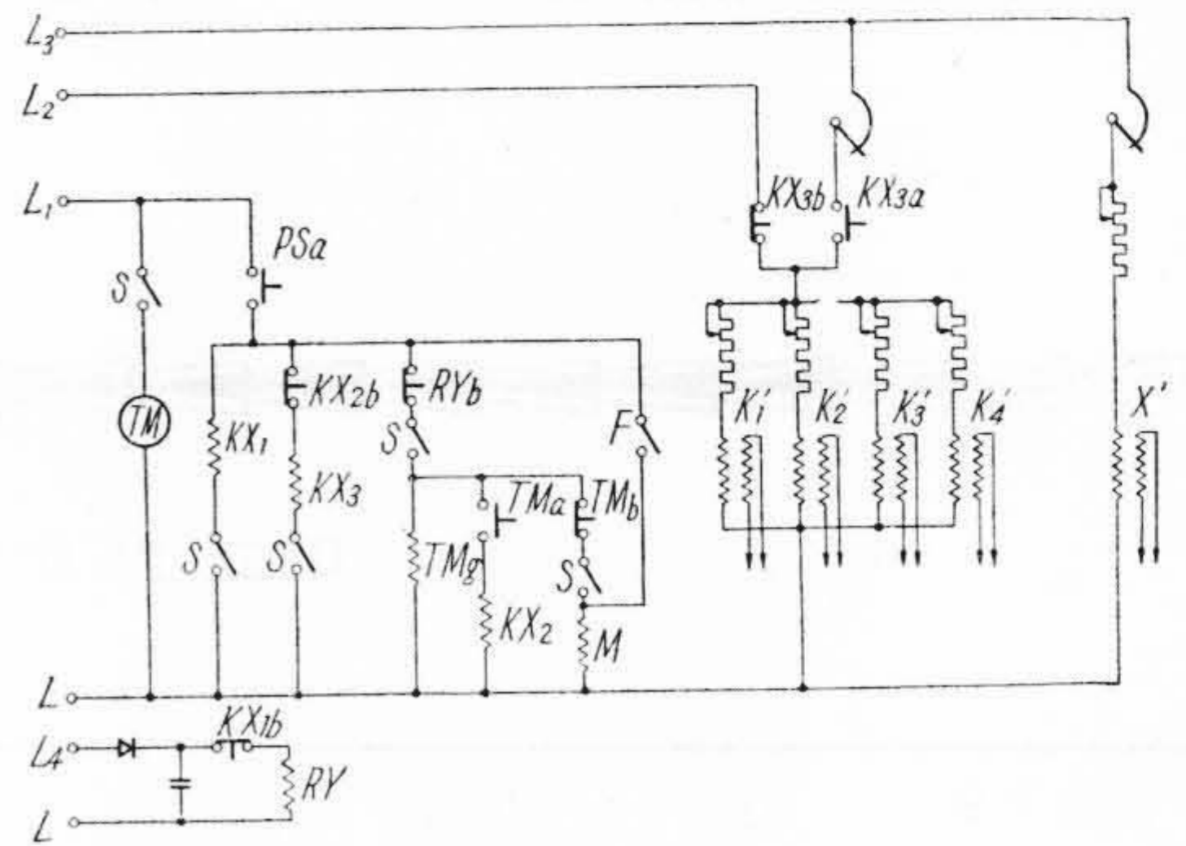 L3
L2
L1
KX3b
KX3a
PSa
S
TM
KX1
KX2b
RYb
S
F
K1'
K2'
K3'
K4'
X'
KX3
TMa
TMb
S
S
TMg
S
KX2
M
L
KX1b
L4
RY
L